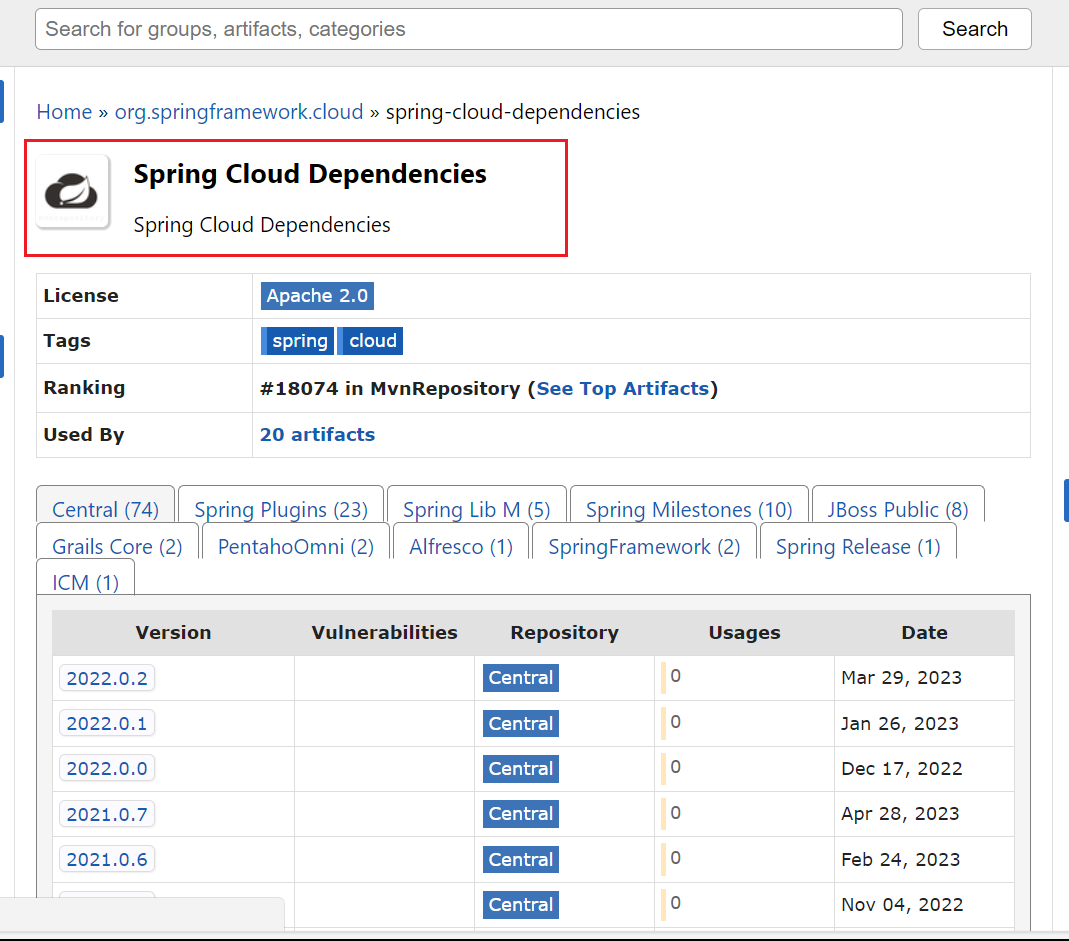 Search for groups, artifacts, categories Search
Home » org.springframework.cloud » spring-cloud-dependencies
Spring Cloud Dependencies
Spring Cloud Dependencies
License Apache 2.0
Tags spring cloud
Ranking #18074 in MvnRepository (See Top Artifacts)
Used By 20 artifacts
Central (74) Spring Plugins (23) Spring Lib M (5) Spring Milestones (10) JBoss Public (8)
Grails Core (2) PentahoOmni (2) Alfresco (1) SpringFramework (2) Spring Release (1)
ICM (1)
Version Vulnerabilities Repository Usages Date
2022.0.2 Central 0 Mar 29, 2023
2022.0.1 Central 0 Jan 26, 2023
2022.0.0 Central 0 Dec 17, 2022
2021.0.7 Central 0 Apr 28, 2023
2021.0.6 Central 0 Feb 24, 2023
Central 0 Nov 04, 2022